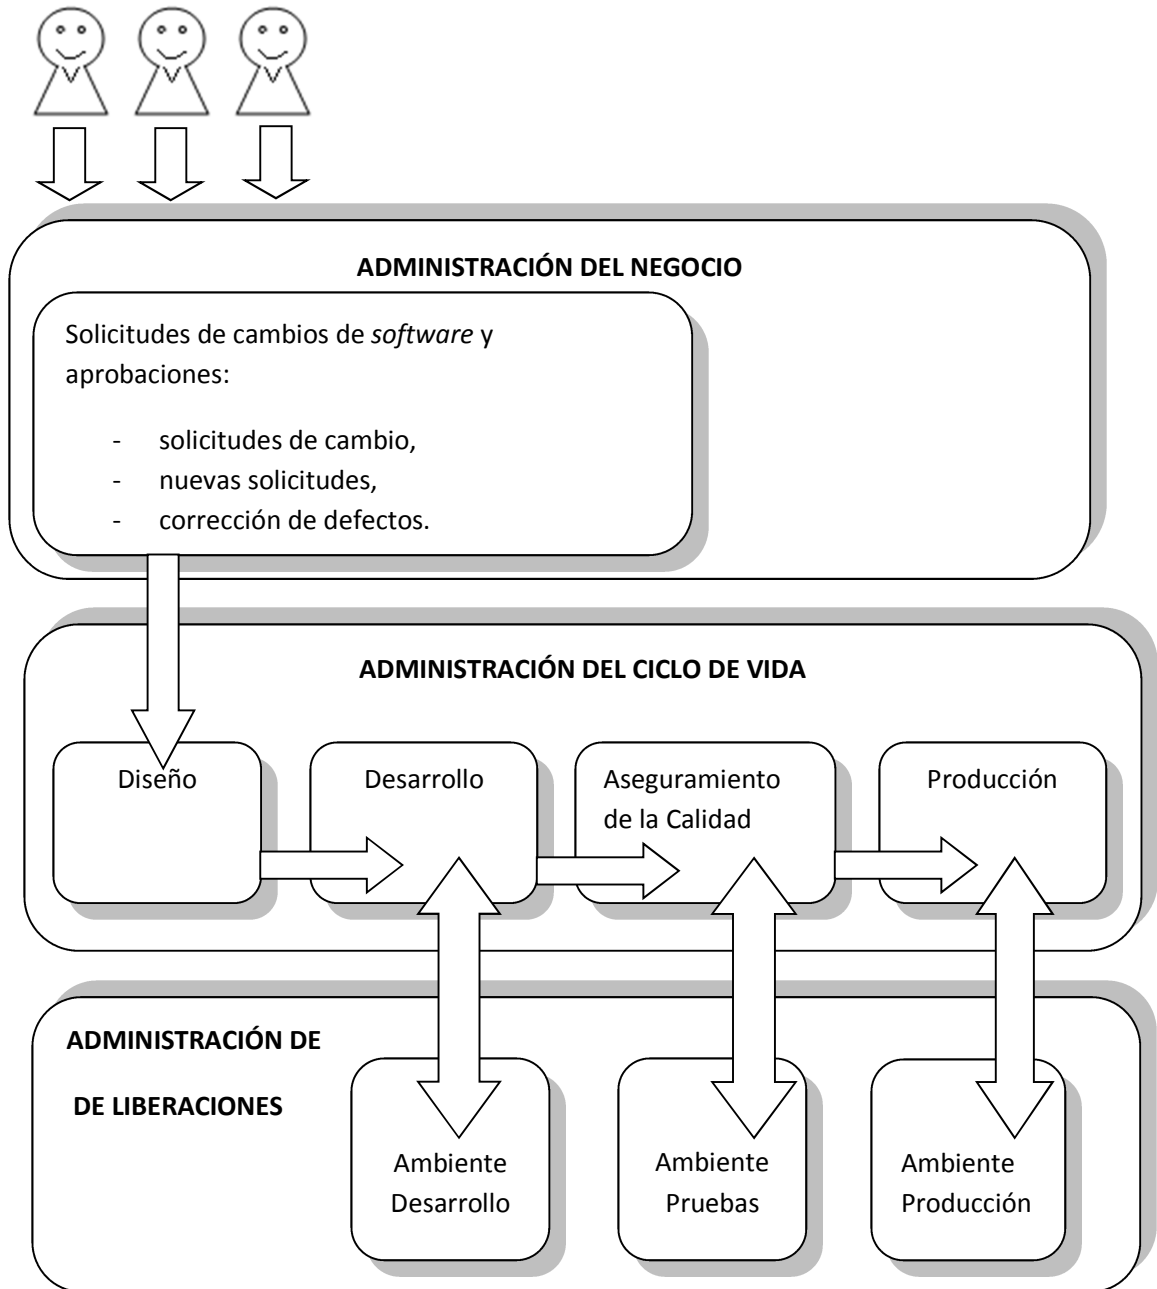 ADMINISTRACIÓN DEL NEGOCIO
Solicitudes de cambios de software y
aprobaciones:
- solicitudes de cambio,
- nuevas solicitudes,
- corrección de defectos.
ADMINISTRACIÓN DEL CICLO DE VIDA
Diseño
Desarrollo
Aseguramiento
de la Calidad
Producción
ADMINISTRACIÓN DE
DE LIBERACIONES
Ambiente
Desarrollo
Ambiente
Pruebas
Ambiente
Producción